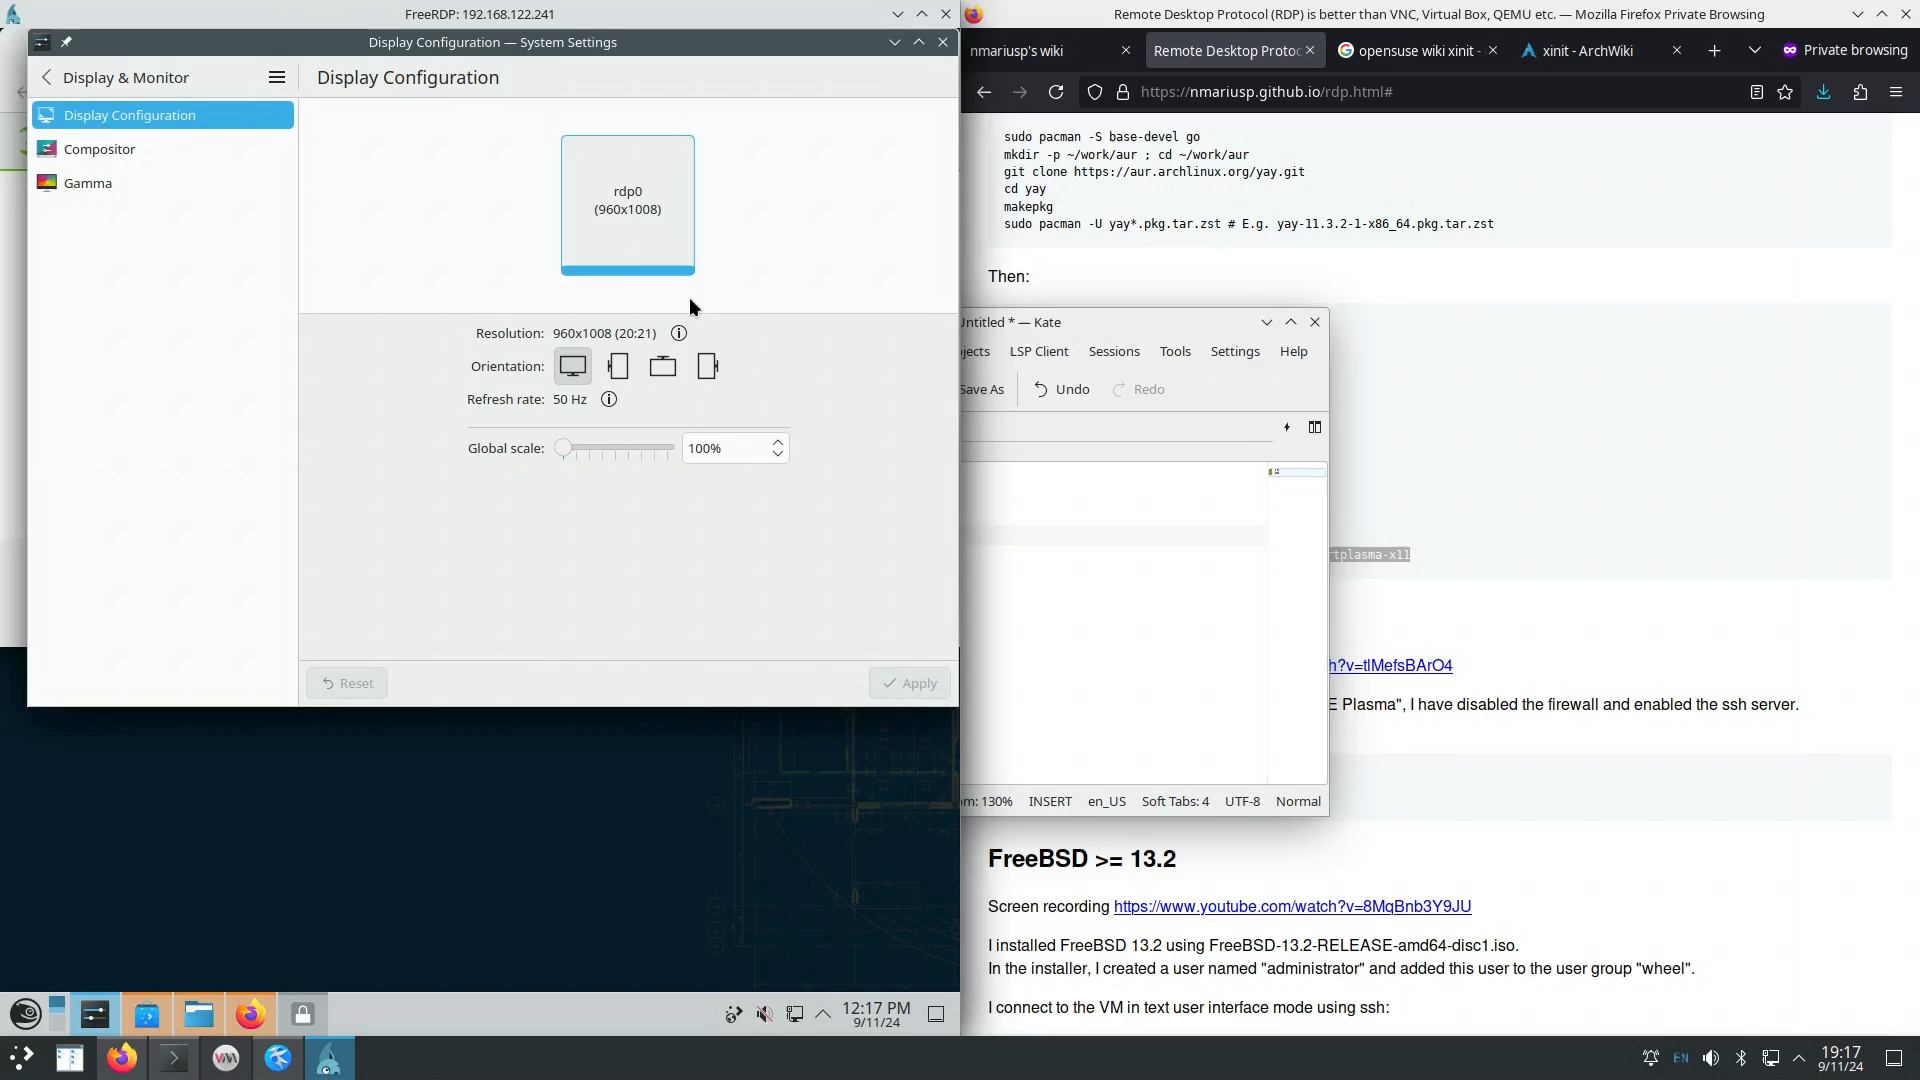 FreeRDP: 192.168.122.241
Display Configuration — System Settings
Display & Monitor
Display Configuration
Display Configuration
Compositor
Gamma
rdp0
(960x1008)
Resolution: 960x1008 (20:21)
Orientation:
Refresh rate: 50 Hz
Global scale: 100%
Reset
Apply
12:17 PM
9/11/24
Remote Desktop Protocol (RDP) is better than VNC, Virtual Box, QEMU etc. — Mozilla Firefox Private Browsing
nmariusp's wiki
Remote Desktop Protoc
opensuse wiki xinit -
xinit - ArchWiki
Private browsing
https://nmariusp.github.io/rdp.html#
sudo pacman -S base-devel go
mkdir -p ~/work/aur ; cd ~/work/aur
git clone https://aur.archlinux.org/yay.git
cd yay
makepkg
sudo pacman -U yay*.pkg.tar.zst # E.g. yay-11.3.2-1-x86_64.pkg.tar.zst
Then:
Untitled * — Kate
jects LSP Client Sessions Tools Settings Help
Save As Undo Redo
om: 130% INSERT en_US Soft Tabs: 4 UTF-8 Normal
rtplasma-x11
h?v=tlMefsBArO4
E Plasma", I have disabled the firewall and enabled the ssh server.
FreeBSD >= 13.2
Screen recording https://www.youtube.com/watch?v=8MqBnb3Y9JU
I installed FreeBSD 13.2 using FreeBSD-13.2-RELEASE-amd64-disc1.iso.
In the installer, I created a user named "administrator" and added this user to the user group "wheel".
I connect to the VM in text user interface mode using ssh:
EN
19:17
9/11/24